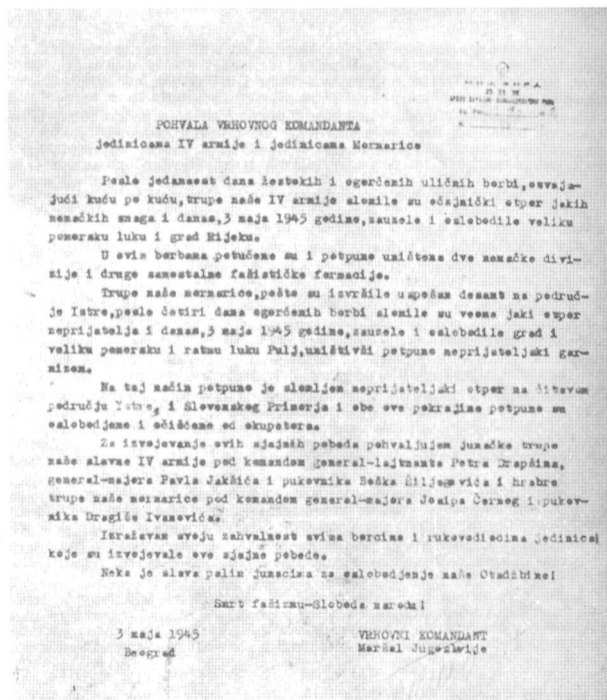 POHVALA VRHOVNOG KOMANDANTA
jedinicama IV armije i jedinicama Mornarice
Posle jedanaest dana žestokih i ogorčenih uličnih borbi,osvaja-
jući kuću po kuću,trupe naše IV armije slomile su očajnički otpor jakih
nemačkih snaga i danas,3 maja 1945 godine,zauzele i oslobodile veliku
pomorsku luku i grad Rijeku.
U ovim borbama potučene su i potpuno uništene dve nemačke divi-
zije i druge samostalne fašističke formacije.
Trupe naše mornarice,pošto su izvršile uspešan desant na područ-
je Istre,posle četiri dana ogorčenih borbi slomile su veoma jaki otpor
neprijatelja i danas,3 maja 1945 godine,zauzele i oslobodile grad i
veliku pomorsku i ratnu luku Pulj,uništivši potpuno neprijateljski gar-
nizon.
Na taj način potpuno je slomljen neprijateljski otpor na čitavom
području Istre, i Slovenskog Primorja i obe ove pokrajine potpuno su
oslobodjene i očišćene od okupatora.
Za izvojevanje ovih sjajnih pobeda pohvaljujem junačke trupe
naše slavne IV armije pod komandom general-lajtnanta Petra Drapšina,
general-majora Pavla Jakšića i pukovnika Boška Šiljegovića i hrabre
trupe naše mornarice pod komandom general-majora Josipa Černog i pukov-
nika Dragiše Ivanovića.
Izražavam svoju zahvalnost svima borcima i rukovodiocima jedinica
koje su izvojevale ove sjajne pobede.
Neka je slava palim junacima za oslobodjenje naše Otadžbine!
Smrt fašizmu-Sloboda narodu!
3 maja 1945
Beograd
VRHOVNI KOMANDANT
Maršal Jugoslavije